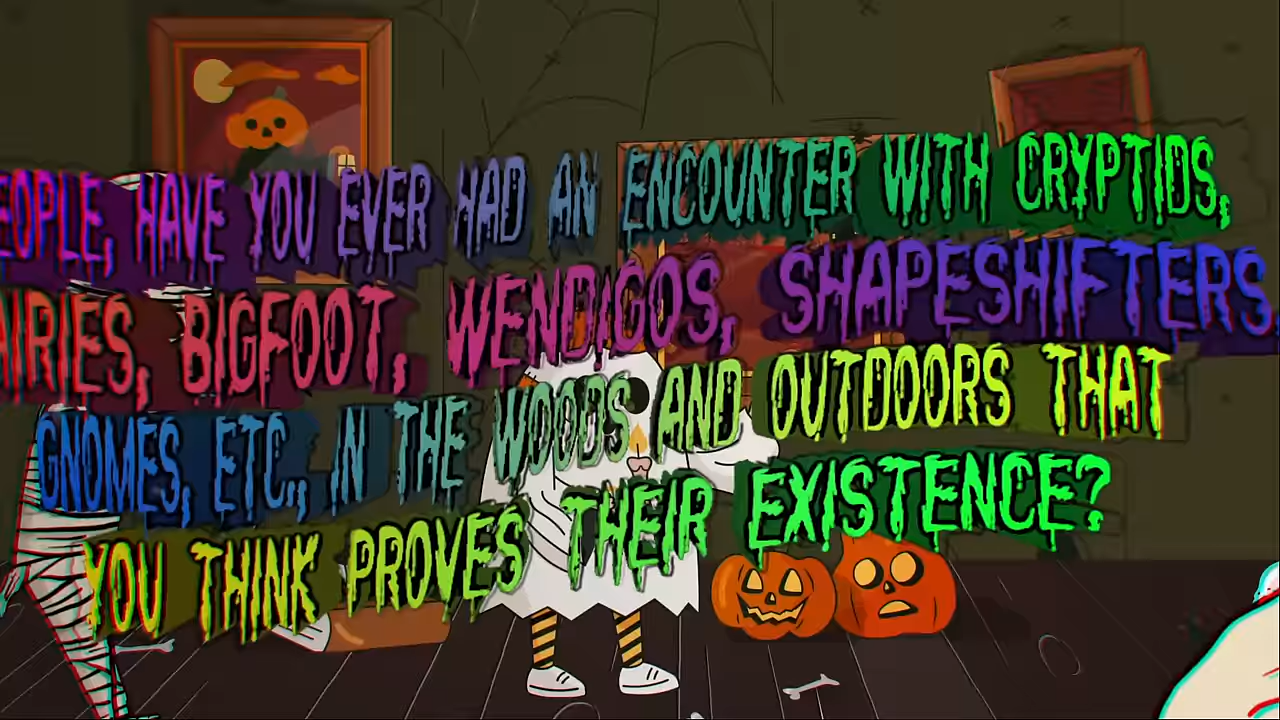 EOPLE, HAVE YOU EVER HAD AN ENCOUNTER WITH CRYPTIDS,
AIRIES, BIGFOOT, WENDIGOS, SHAPESHIFTERS,
GNOMES, ETC., IN THE WOODS AND OUTDOORS THAT
YOU THINK PROVES THEIR EXISTENCE?